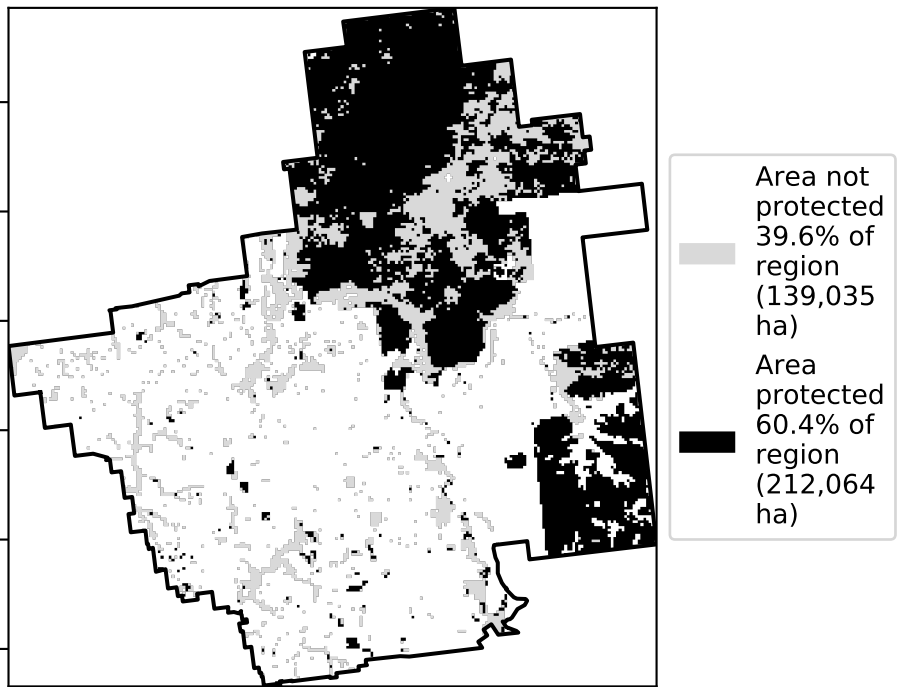 Area not
protected
39.6% of
region
(139,035
ha)
Area
protected
60.4% of
region
(212,064
ha)